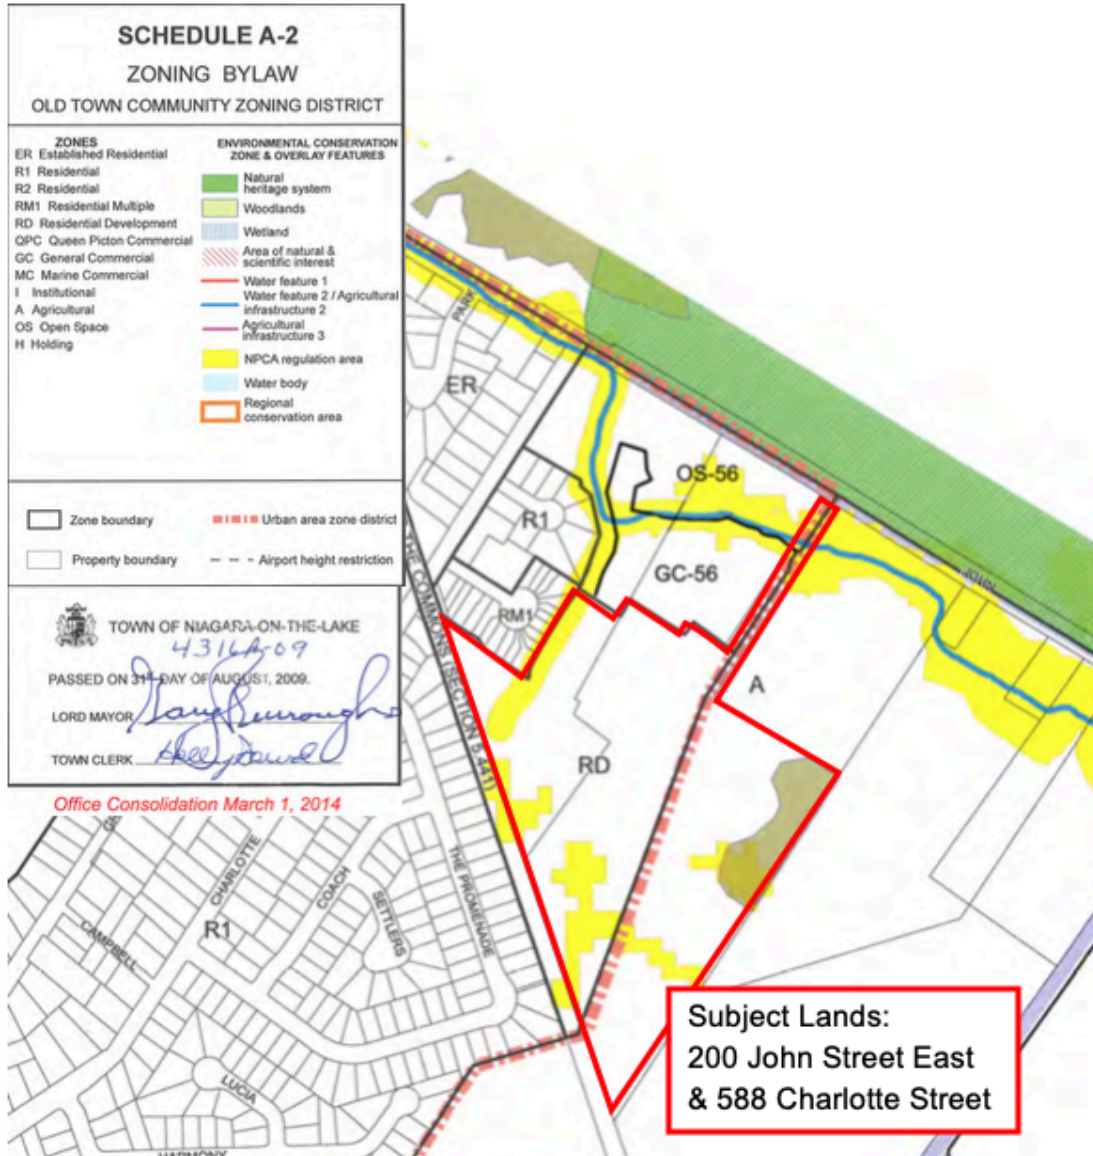 SCHEDULE A-2
ZONING BYLAW
OLD TOWN COMMUNITY ZONING DISTRICT
ZONES
ER Established Residential
R1 Residential
R2 Residential
RM1 Residential Multiple
RD Residential Development
QPC Queen Picton Commercial
GC General Commercial
MC Marine Commercial
I Institutional
A Agricultural
OS Open Space
H Holding
ENVIRONMENTAL CONSERVATION
ZONE & OVERLAY FEATURES
Natural
heritage system
Woodlands
Wetland
Area of natural &
scientific interest
Water feature 1
Water feature 2 / Agricultural
infrastructure 2
Agricultural
infrastructure 3
NPCA regulation area
Water body
Regional
conservation area
Zone boundary
Urban area zone district
Property boundary
Airport height restriction
TOWN OF NIAGARA-ON-THE-LAKE
4316A-09
PASSED ON 31st DAY OF AUGUST, 2009.
LORD MAYOR
TOWN CLERK
Office Consolidation March 1, 2014
PARK
ER
OS-56
R1
GC-56
JOHN
RM1
THE COMMONS (SECTION 5.441)
A
RD
CHARLOTTE
COACH
THE PROMENADE
SETTLERS
R1
CAMPBELL
LUCIA
HARMONY
Subject Lands:
200 John Street East
& 588 Charlotte Street